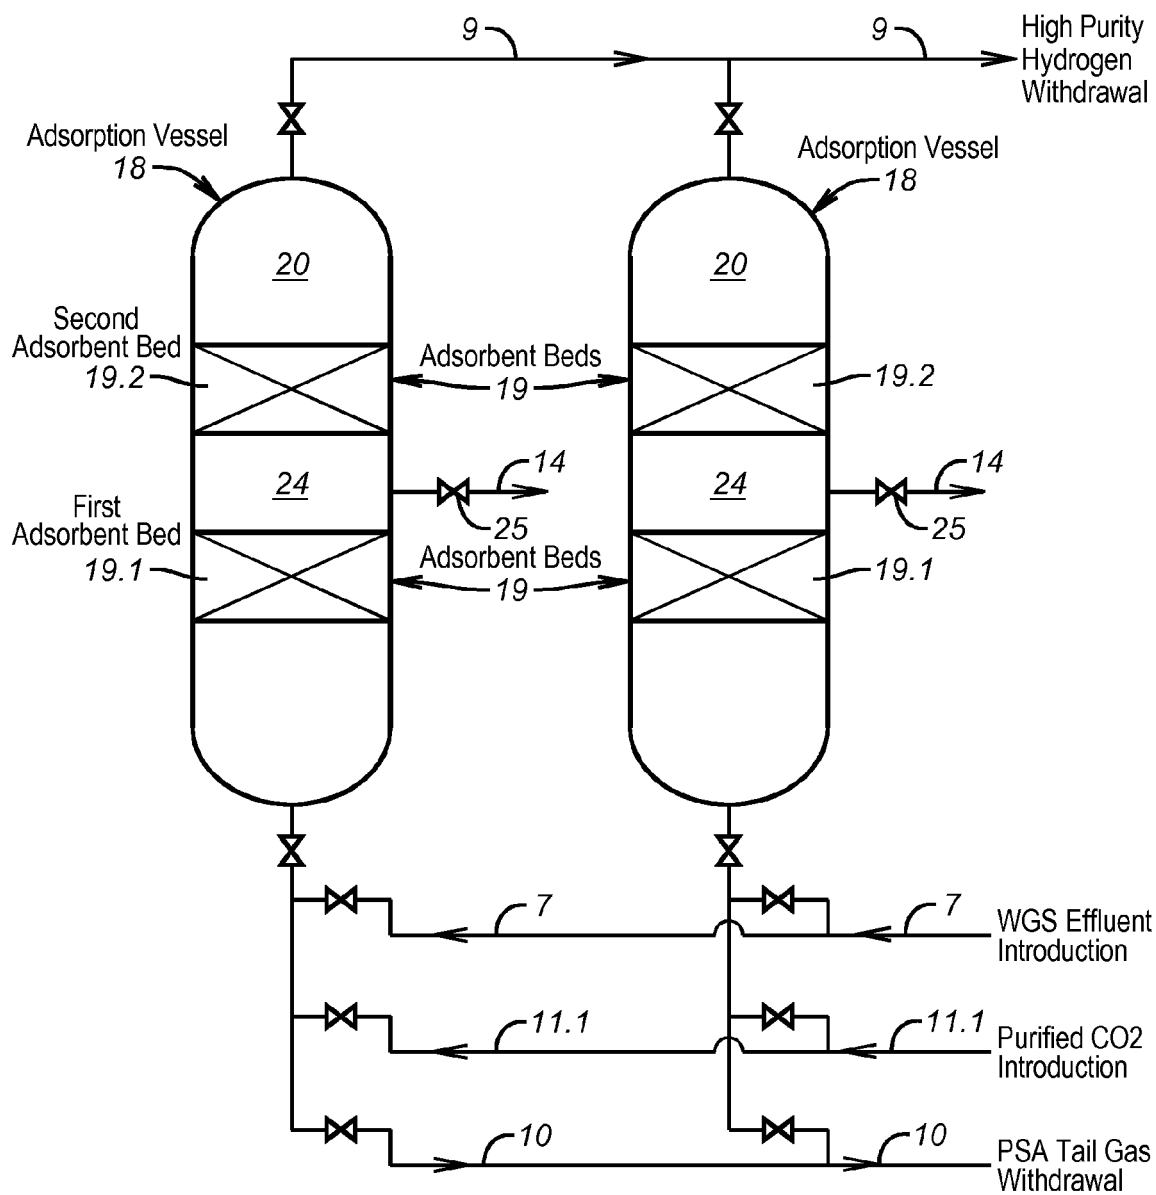 9
9
High Purity
Hydrogen
Withdrawal
Adsorption Vessel
18
Adsorption Vessel
18
20
20
Second
Adsorbent Bed
19.2
Adsorbent Beds
19
19.2
24
14
25
24
14
25
First
Adsorbent Bed
19.1
Adsorbent Beds
19
19.1
7
7
WGS Effluent
Introduction
11.1
11.1
Purified CO2
Introduction
10
10
PSA Tail Gas
Withdrawal